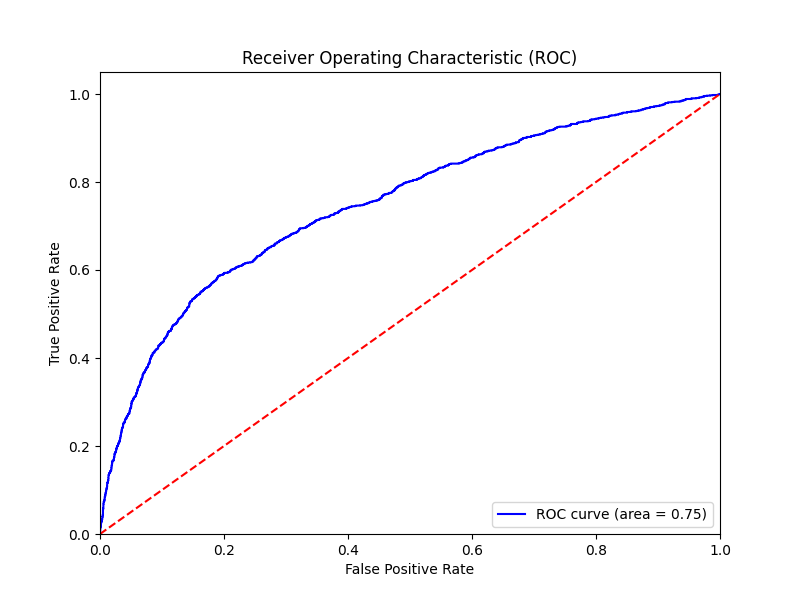 Receiver Operating Characteristic (ROC)
1.0
0.8
0.6
0.4
0.2
0.0
True Positive Rate
ROC curve (area = 0.75)
0.0 0.2 0.4 0.6 0.8 1.0
False Positive Rate